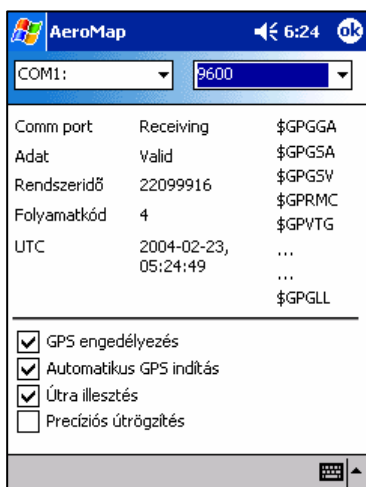 AeroMap 6:24 ok
COM1: 9600
Comm port Receiving $GPGGA
Adat Valid $GPGSA
Rendszeridő 22099916 $GPGSV
Folyamatkód 4 $GPRMC
$GPVTG
UTC 2004-02-23, ...
05:24:49 ...
$GPGLL
GPS engedélyezés
Automatikus GPS indítás
Útra illesztés
Precíziós útrögzítés